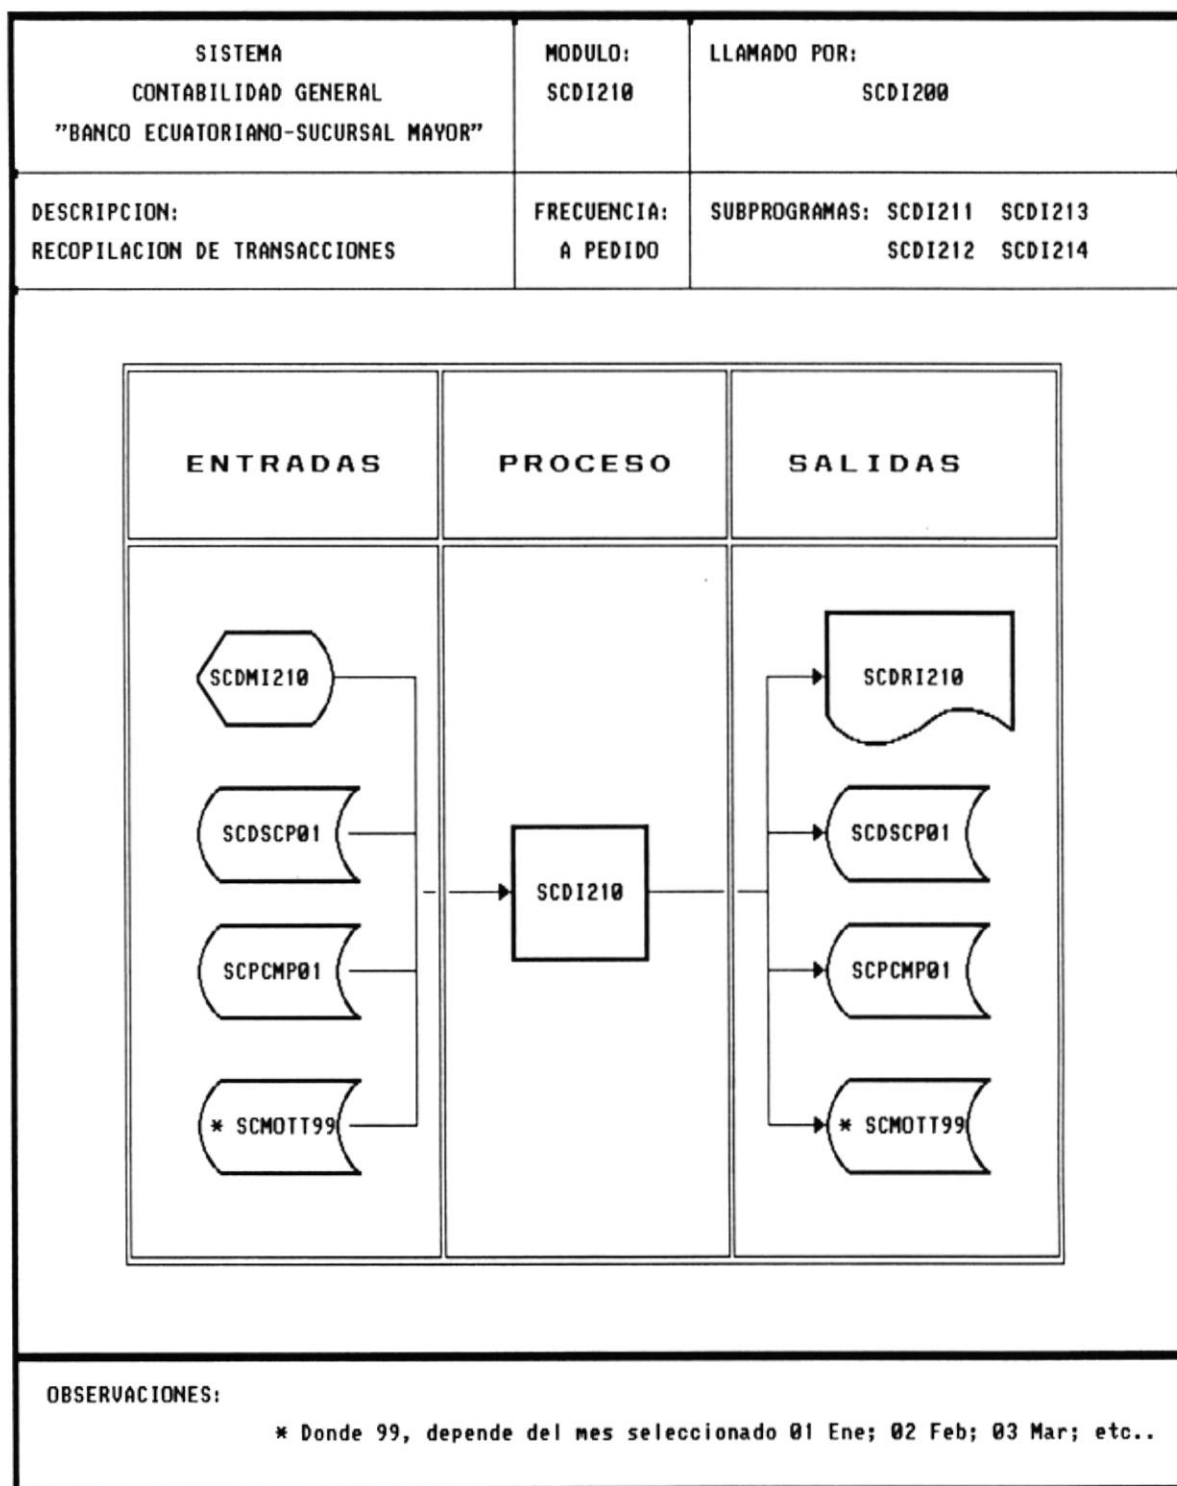 SISTEMA
CONTABILIDAD GENERAL
"BANCO ECUATORIANO-SUCURSAL MAYOR"
MODULO:
SCDI210
LLAMADO POR:
SCDI200
DESCRIPCION:
RECOPILACION DE TRANSACCIONES
FRECUENCIA:
A PEDIDO
SUBPROGRAMAS: SCDI211 SCDI213
SCDI212 SCDI214
ENTRADAS
PROCESO
SALIDAS
SCDMI210
SCDSCP01
SCPCMP01
* SCMOTT99
SCDI210
SCDRI210
SCDSCP01
SCPCMP01
* SCMOTT99
OBSERVACIONES:
* Donde 99, depende del mes seleccionado 01 Ene; 02 Feb; 03 Mar; etc..